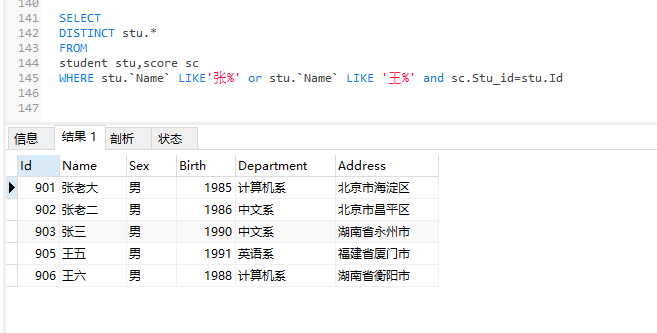 140
141 SELECT
142 DISTINCT stu.*
143 FROM
144 student stu,score sc
145 WHERE stu.`Name` LIKE'张%' or stu.`Name` LIKE '王%' and sc.Stu_id=stu.Id
146
147
信息 结果 1 剖析 状态
Id Name Sex Birth Department Address
901 张老大 男 1985 计算机系 北京市海淀区
902 张老二 男 1986 中文系 北京市昌平区
903 张三 男 1990 中文系 湖南省永州市
905 王五 男 1991 英语系 福建省厦门市
906 王六 男 1988 计算机系 湖南省衡阳市